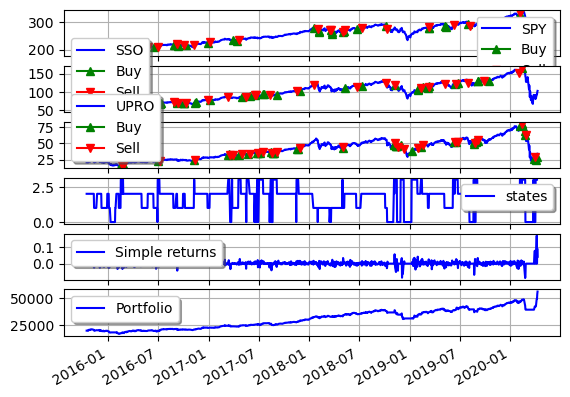 300
200
SPY
Buy
SSO
Buy
Sell
150
100
50
UPRO
Buy
Sell
75
50
25
2.5
0.0
states
0.1
0.0
Simple returns
50000
25000
Portfolio
2016-01
2016-07
2017-01
2017-07
2018-01
2018-07
2019-01
2019-07
2020-01